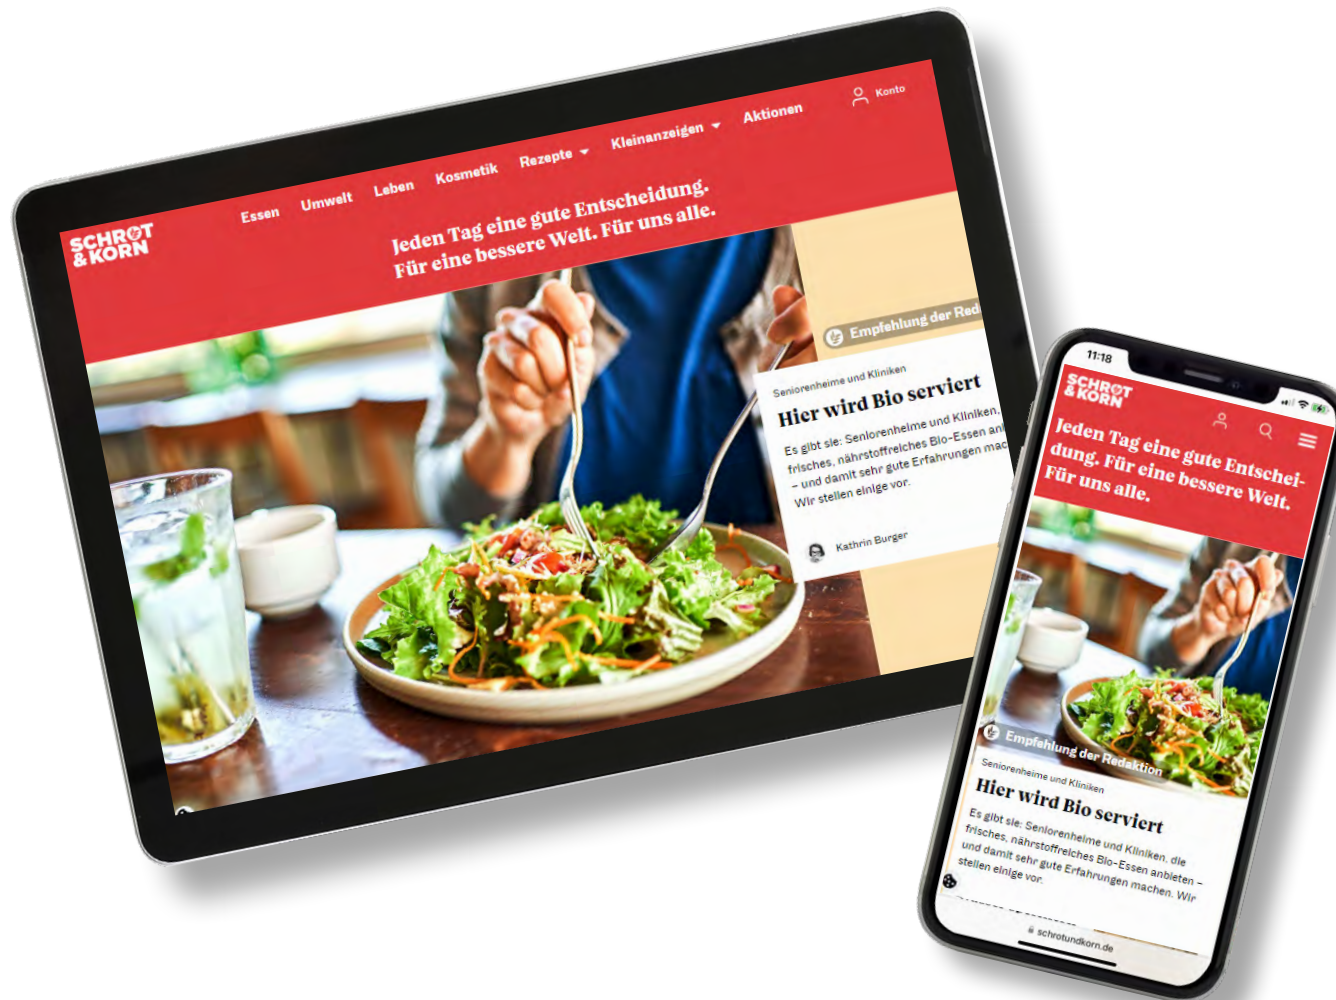 Essen Umwelt Leben Kosmetik Rezepte Kleinanzeigen Aktionen Konto
SCHROT
& KORN
Jeden Tag eine gute Entscheidung.
Für eine bessere Welt. Für uns alle.
Empfehlung der Red
Seniorenheime und Kliniken
Hier wird Bio serviert
Es gibt sie: Seniorenheime und Kliniken,
frisches, nährstoffreiches Bio-Essen anl
– und damit sehr gute Erfahrungen mac
Wir stellen einige vor.
Kathrin Burger
11:18
SCHROT
& KORN
Jeden Tag eine gute Entschei-
dung. Für eine bessere Welt.
Für uns alle.
Empfehlung der Redaktion
Seniorenheime und Kliniken
Hier wird Bio serviert
Es gibt sie: Seniorenheime und Kliniken, die
frisches, nährstoffreiches Bio-Essen anbieten –
und damit sehr gute Erfahrungen machen. Wir
stellen einige vor.
schrotundkorn.de